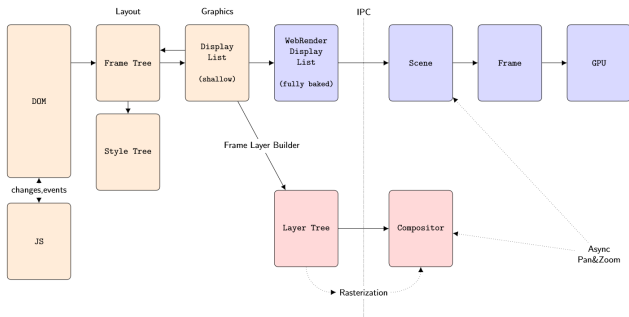 Layout
Graphics
IPC
DOM
Frame Tree
Display
List
(shallow)
WebRender
Display
List
(fully baked)
Scene
Frame
GPU
Style Tree
Frame Layer Builder
changes,events
JS
Layer Tree
Compositor
Async
Pan&Zoom
Rasterization